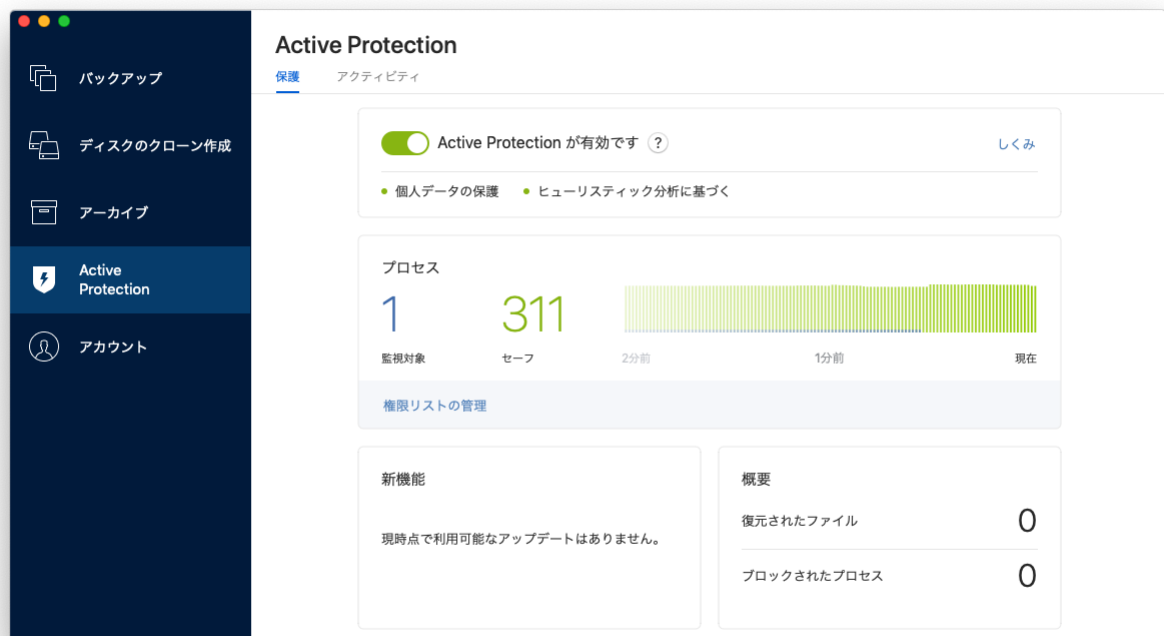 Active Protection
保護 アクティビティ
バックアップ
ディスクのクローン作成
アーカイブ
Active
Protection
アカウント
Active Protection が有効です ?
しくみ
個人データの保護
ヒューリスティック分析に基づく
プロセス
1
311
監視対象
セーフ
2分前
1分前
現在
権限リストの管理
新機能
現時点で利用可能なアップデートはありません。
概要
復元されたファイル 0
ブロックされたプロセス 0